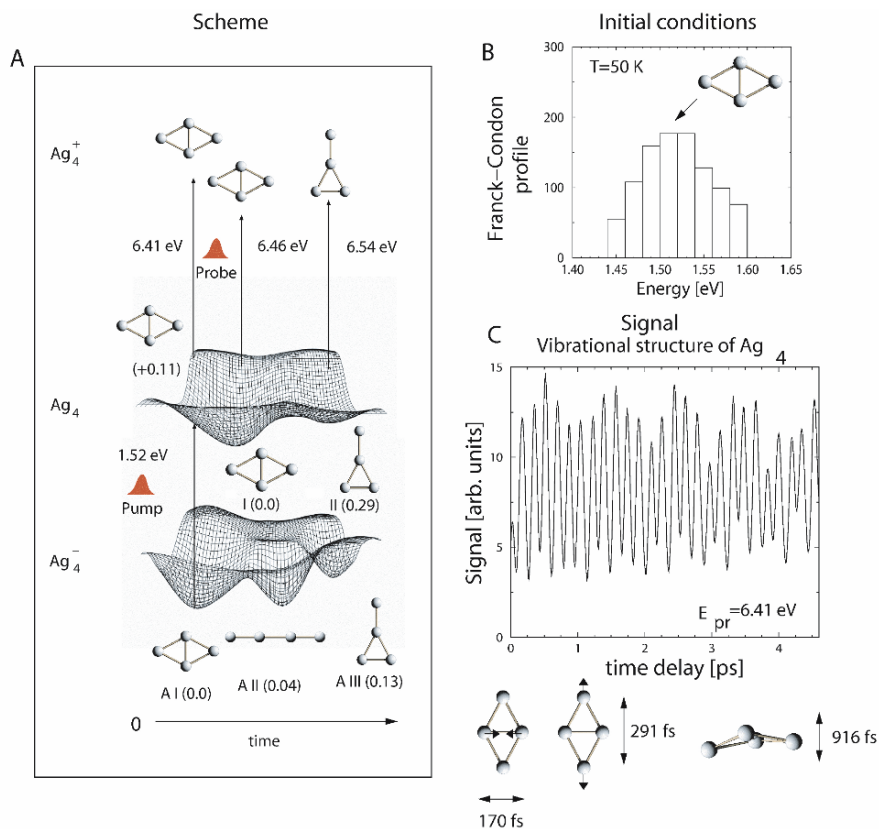 Scheme
A
Ag4+
6.41 eV
6.46 eV
6.54 eV
Probe
(+0.11)
Ag4
1.52 eV
Pump
I (0.0)
II (0.29)
Ag4−
A I (0.0)
A II (0.04)
A III (0.13)
0
time
Initial conditions
B
300
T=50 K
200
100
0
Franck−Condon
profile
1.40
1.45
1.50
1.55
1.60
1.65
Energy [eV]
Signal
C
Vibrational structure of Ag
4
15
10
5
0
Signal [arb. units]
E pr=6.41 eV
0
1
2
3
4
time delay [ps]
291 fs
916 fs
170 fs